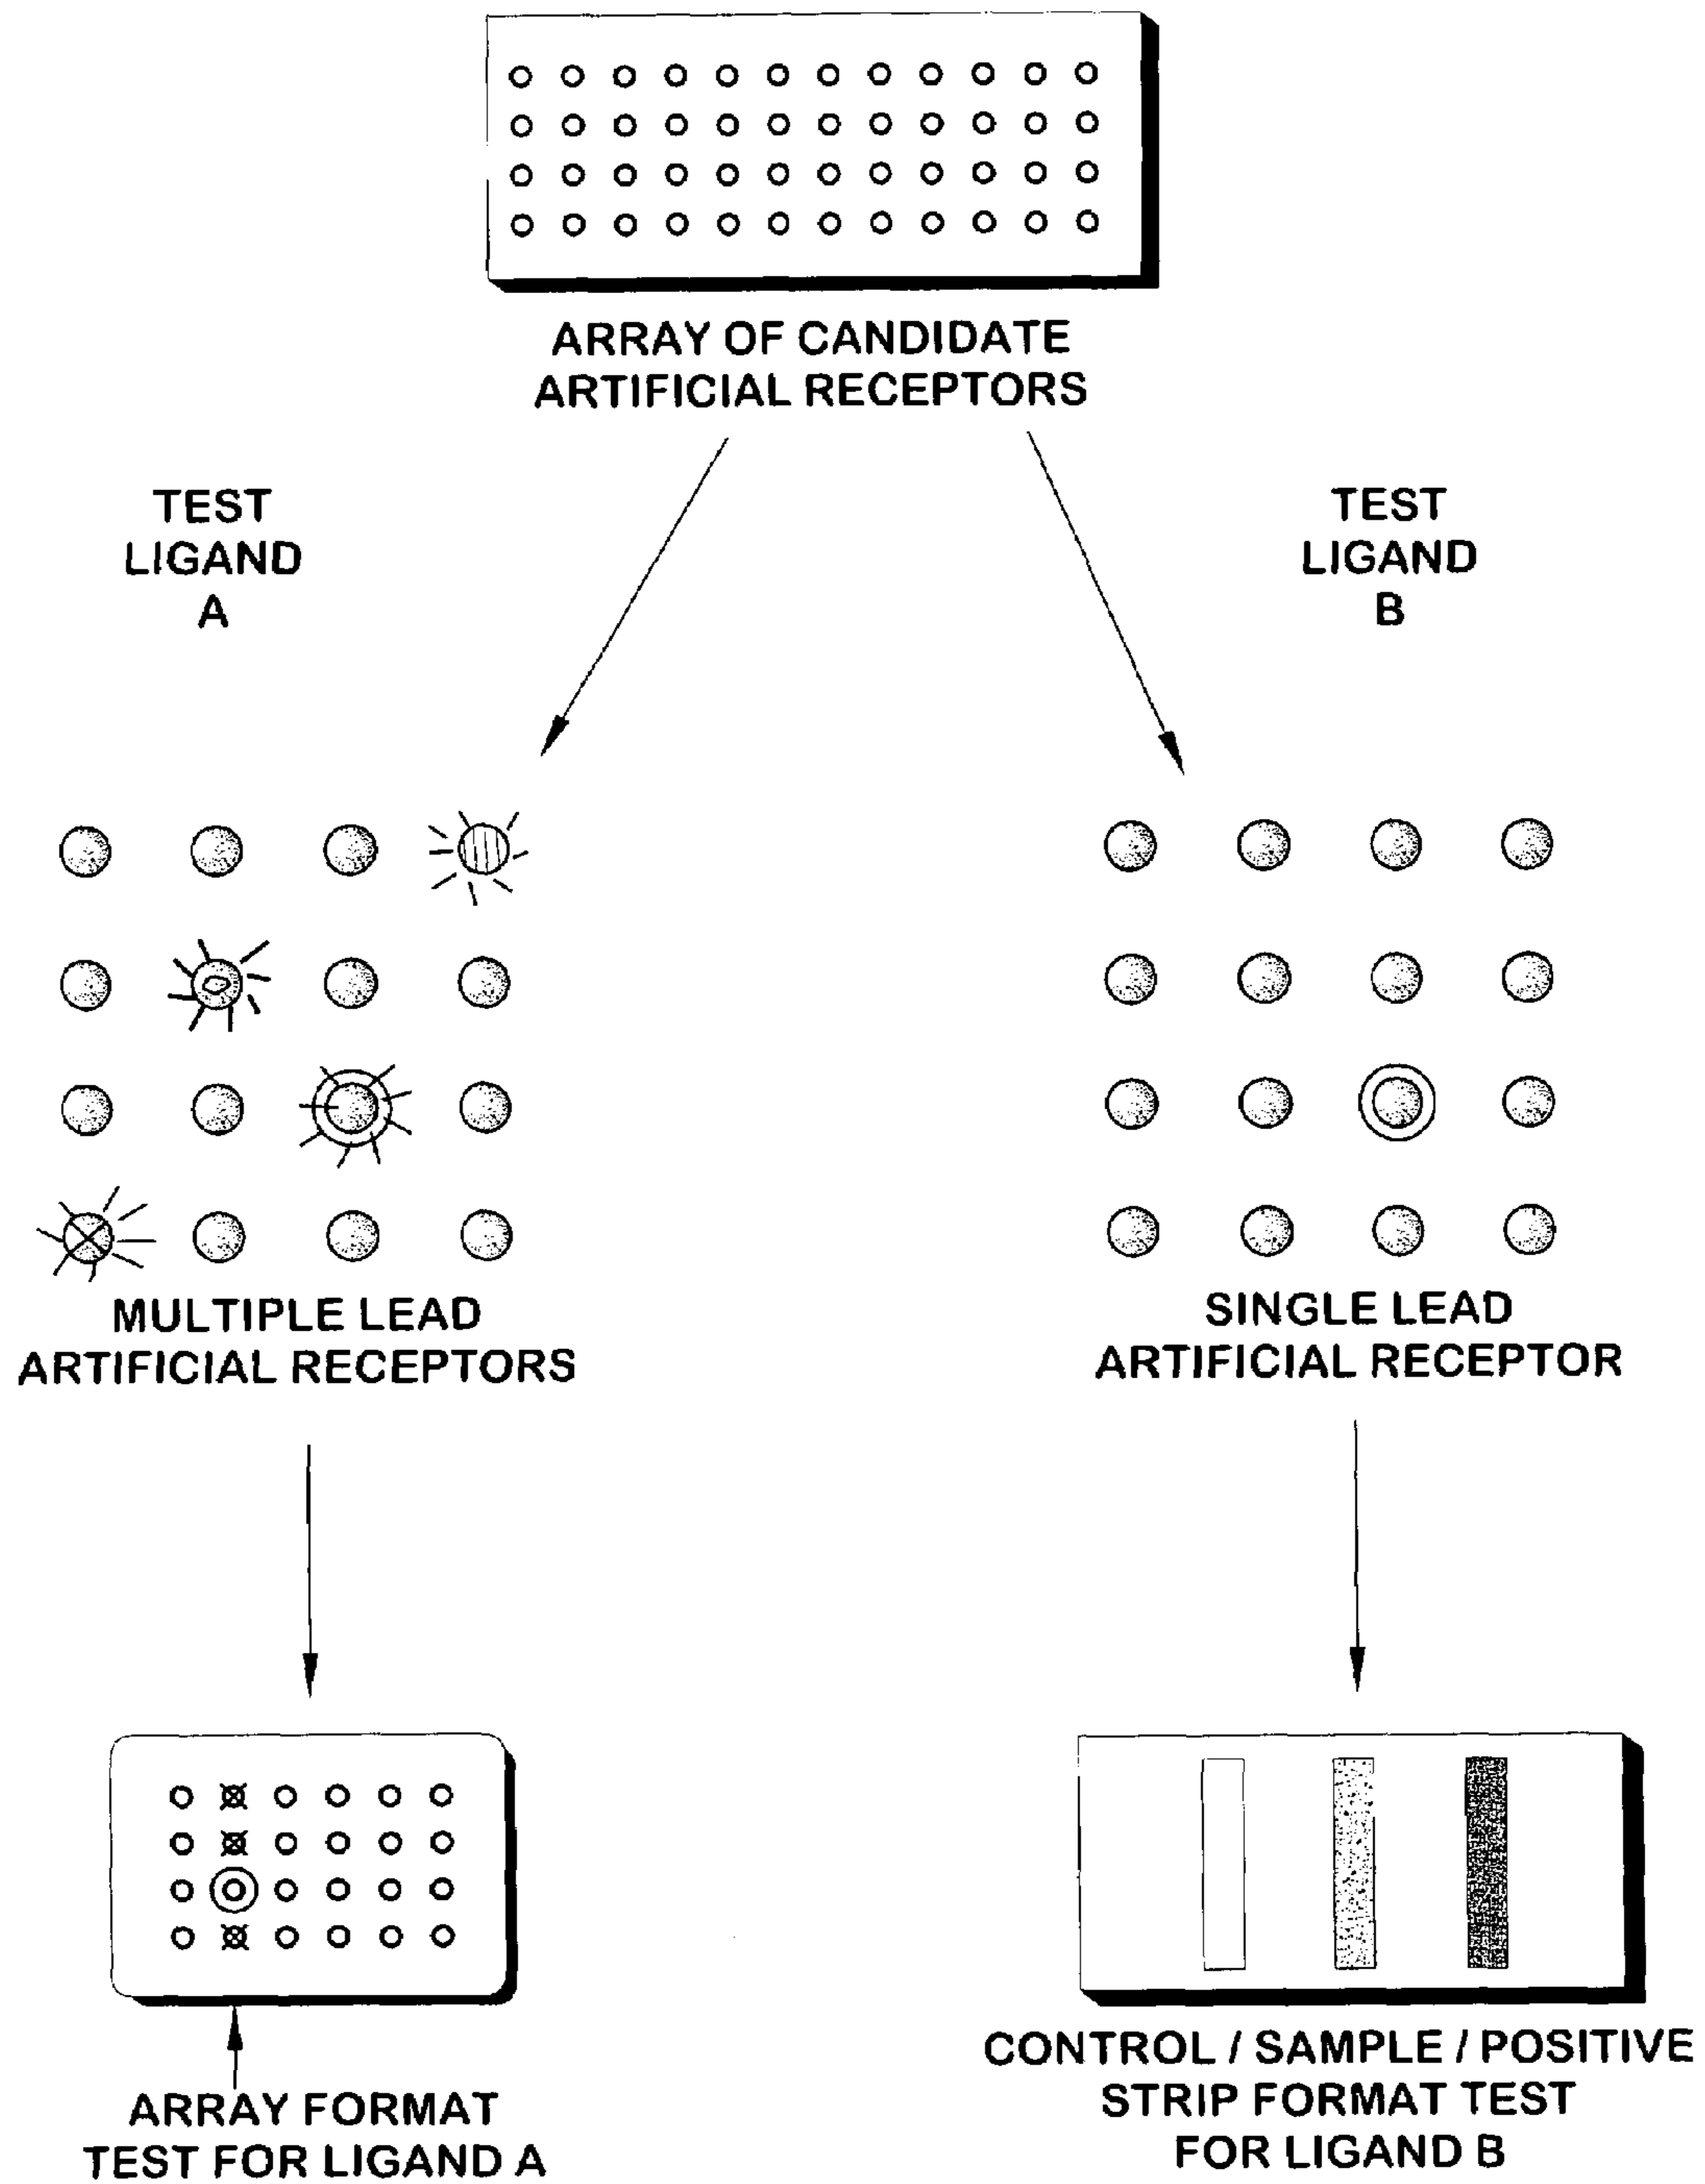 ARRAY OF CANDIDATE
ARTIFICIAL RECEPTORS
TEST
LIGAND
A
TEST
LIGAND
B
MULTIPLE LEAD
ARTIFICIAL RECEPTORS
SINGLE LEAD
ARTIFICIAL RECEPTOR
ARRAY FORMAT
TEST FOR LIGAND A
CONTROL / SAMPLE / POSITIVE
STRIP FORMAT TEST
FOR LIGAND B